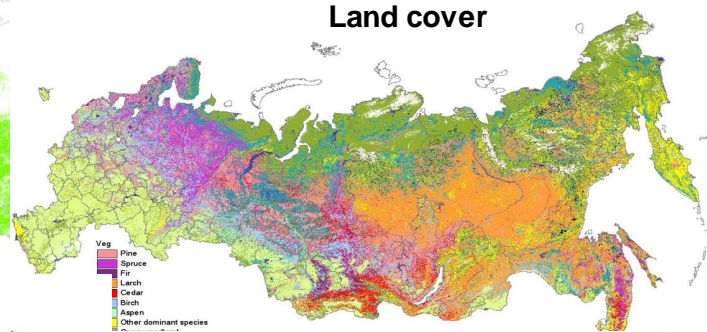 Land cover
Veg
Pine
Spruce
Fir
Larch
Cedar
Birch
Aspen
Other dominant species